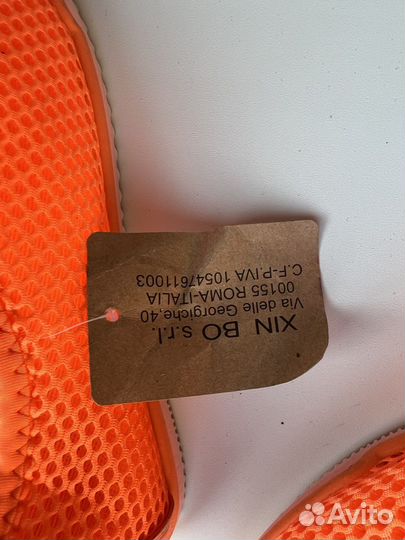 XIN BO s.r.l.
Via delle Georgiche,40
00155 ROMA-ITALIA
C.F-P.IVA 10547611003
Avito